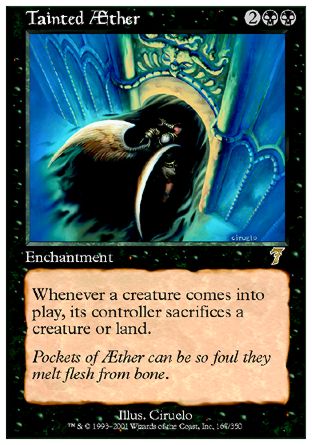 Tainted Æther 2
ciruelo
Enchantment 7
Whenever a creature comes into
play, its controller sacrifices a
creature or land.
Pockets of Æther can be so foul they
melt flesh from bone.
Illus. Ciruelo
™ & © 1993–2001 Wizards of the Coast, Inc. 164/350